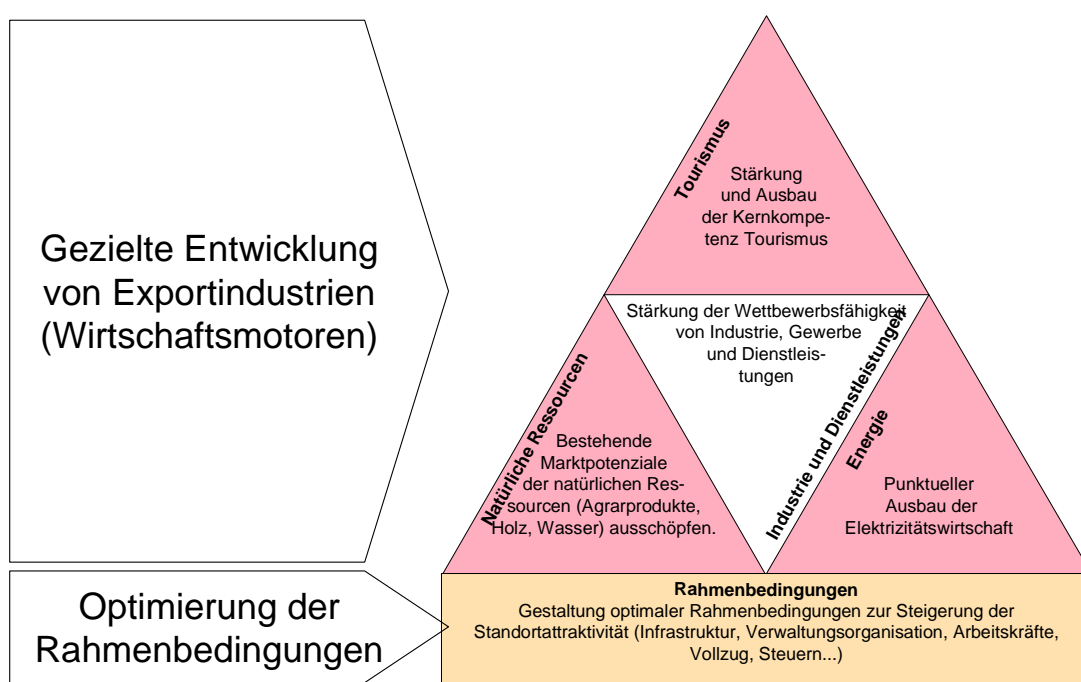 Gezielte Entwicklung
von Exportindustrien
(Wirtschaftsmotoren)
Tourismus
Stärkung
und Ausbau
der Kernkompe-
tenz Tourismus
Stärkung der Wettbewerbsfähigkeit
von Industrie, Gewerbe
und Dienstleis-
tungen
Natürliche Ressourcen
Bestehende
Marktpotenziale
der natürlichen Res-
sourcen (Agrarprodukte,
Holz, Wasser) ausschöpfen.
Industrie und Dienstleistungen
Energie
Punktueller
Ausbau der
Elektrizitätswirtschaft
Optimierung der
Rahmenbedingungen
Rahmenbedingungen
Gestaltung optimaler Rahmenbedingungen zur Steigerung der
Standortattraktivität (Infrastruktur, Verwaltungsorganisation, Arbeitskräfte,
Vollzug, Steuern...)